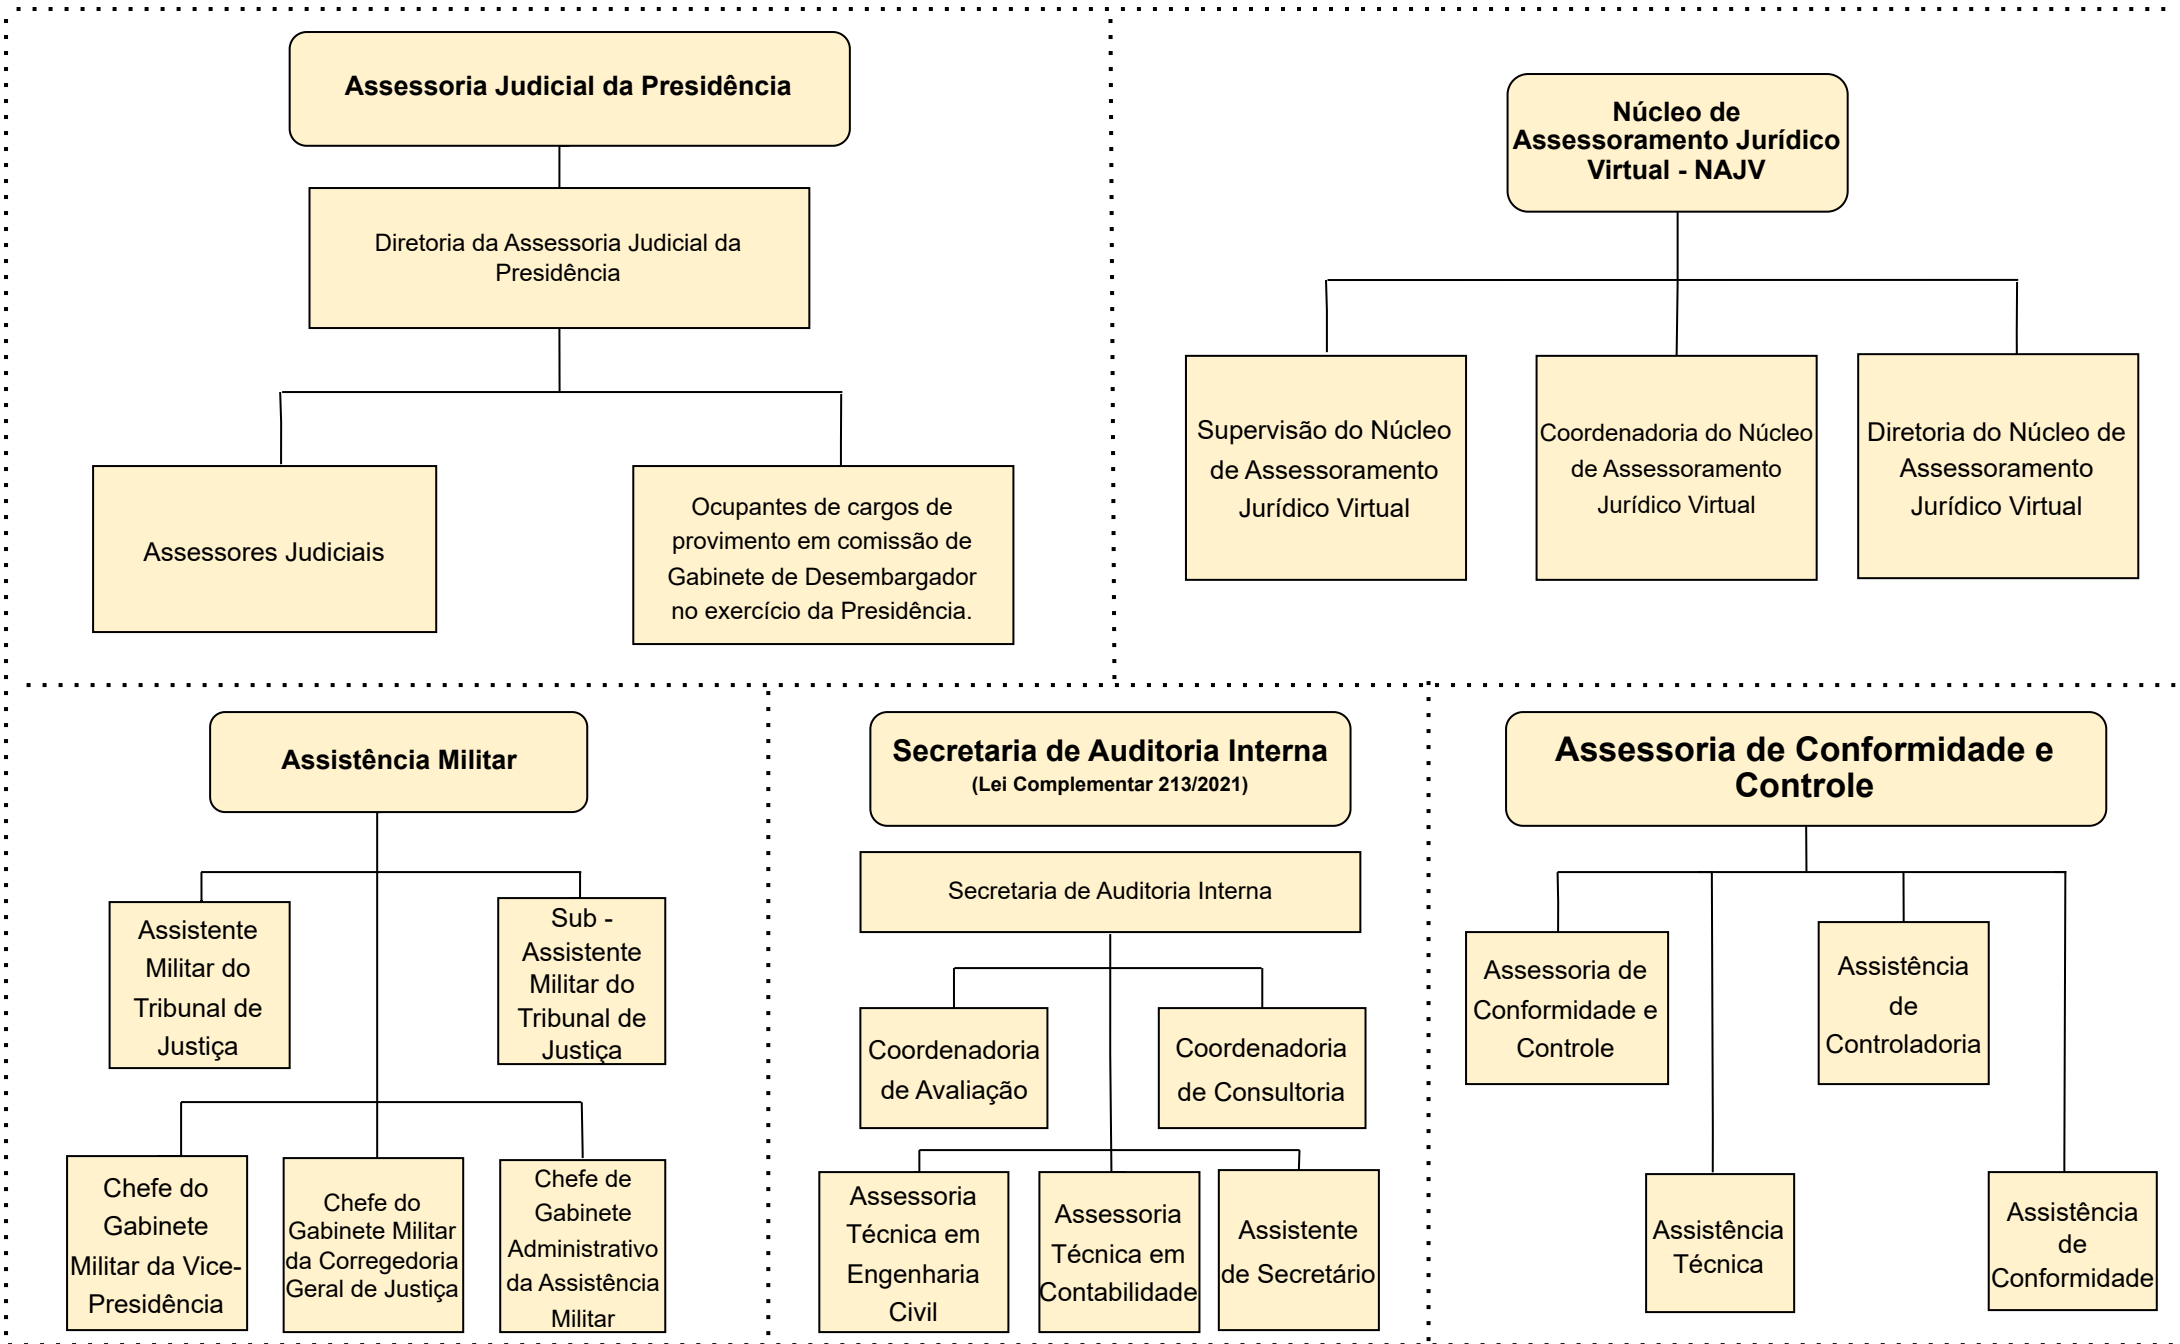 Assessoria Judicial da Presidência
Diretoria da Assessoria Judicial da
Presidência
Assessores Judiciais
Ocupantes de cargos de
provimento em comissão de
Gabinete de Desembargador
no exercício da Presidência.
Núcleo de
Assessoramento Jurídico
Virtual - NAJV
Supervisão do Núcleo
de Assessoramento
Jurídico Virtual
Coordenadoria do Núcleo
de Assessoramento
Jurídico Virtual
Diretoria do Núcleo de
Assessoramento
Jurídico Virtual
Assistência Militar
Assistente
Militar do
Tribunal de
Justiça
Sub -
Assistente
Militar do
Tribunal de
Justiça
Chefe do
Gabinete
Militar da Vice-
Presidência
Chefe do
Gabinete Militar
da Corregedoria
Geral de Justiça
Chefe de
Gabinete
Administrativo
da Assistência
Militar
Secretaria de Auditoria Interna
(Lei Complementar 213/2021)
Secretaria de Auditoria Interna
Coordenadoria
de Avaliação
Coordenadoria
de Consultoria
Assessoria
Técnica em
Engenharia
Civil
Assessoria
Técnica em
Contabilidade
Assistente
de Secretário
Assessoria de Conformidade e
Controle
Assessoria de
Conformidade e
Controle
Assistência
de
Controladoria
Assistência
Técnica
Assistência
de
Conformidade